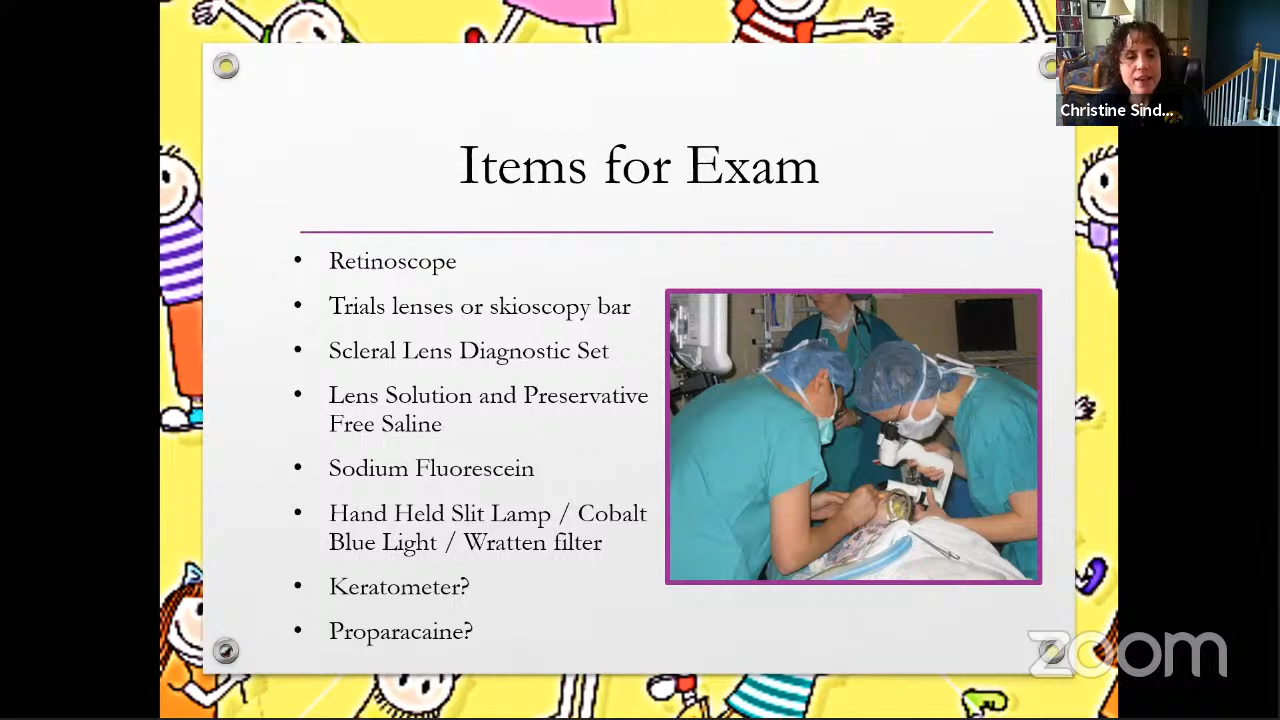 Christine Sind...
Items for Exam
• Retinoscope
• Trials lenses or skioscopy bar
• Scleral Lens Diagnostic Set
• Lens Solution and Preservative
Free Saline
• Sodium Fluorescein
• Hand Held Slit Lamp / Cobalt
Blue Light / Wratten filter
• Keratometer?
• Proparacaine?
zoom